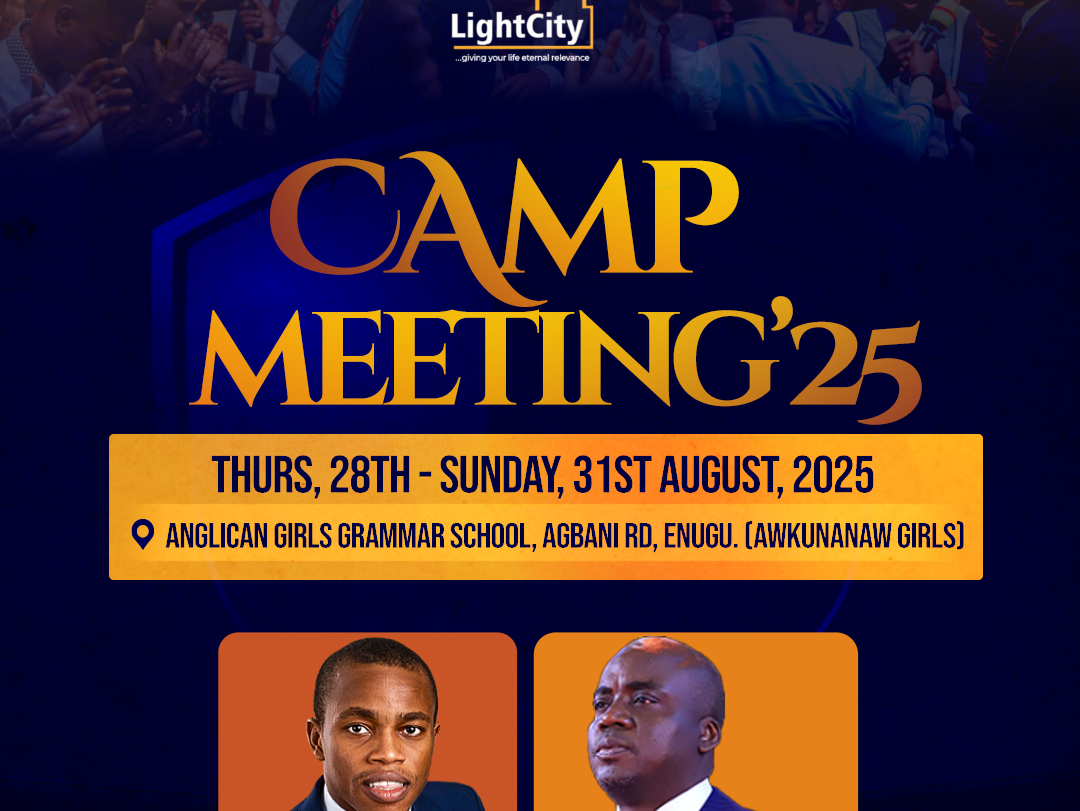 LightCity
...giving your life eternal relevance
CAMP
MEETING'25
THURS, 28TH - SUNDAY, 31ST AUGUST, 2025
ANGLICAN GIRLS GRAMMAR SCHOOL, AGBANI RD, ENUGU. (AWKUNANAW GIRLS)